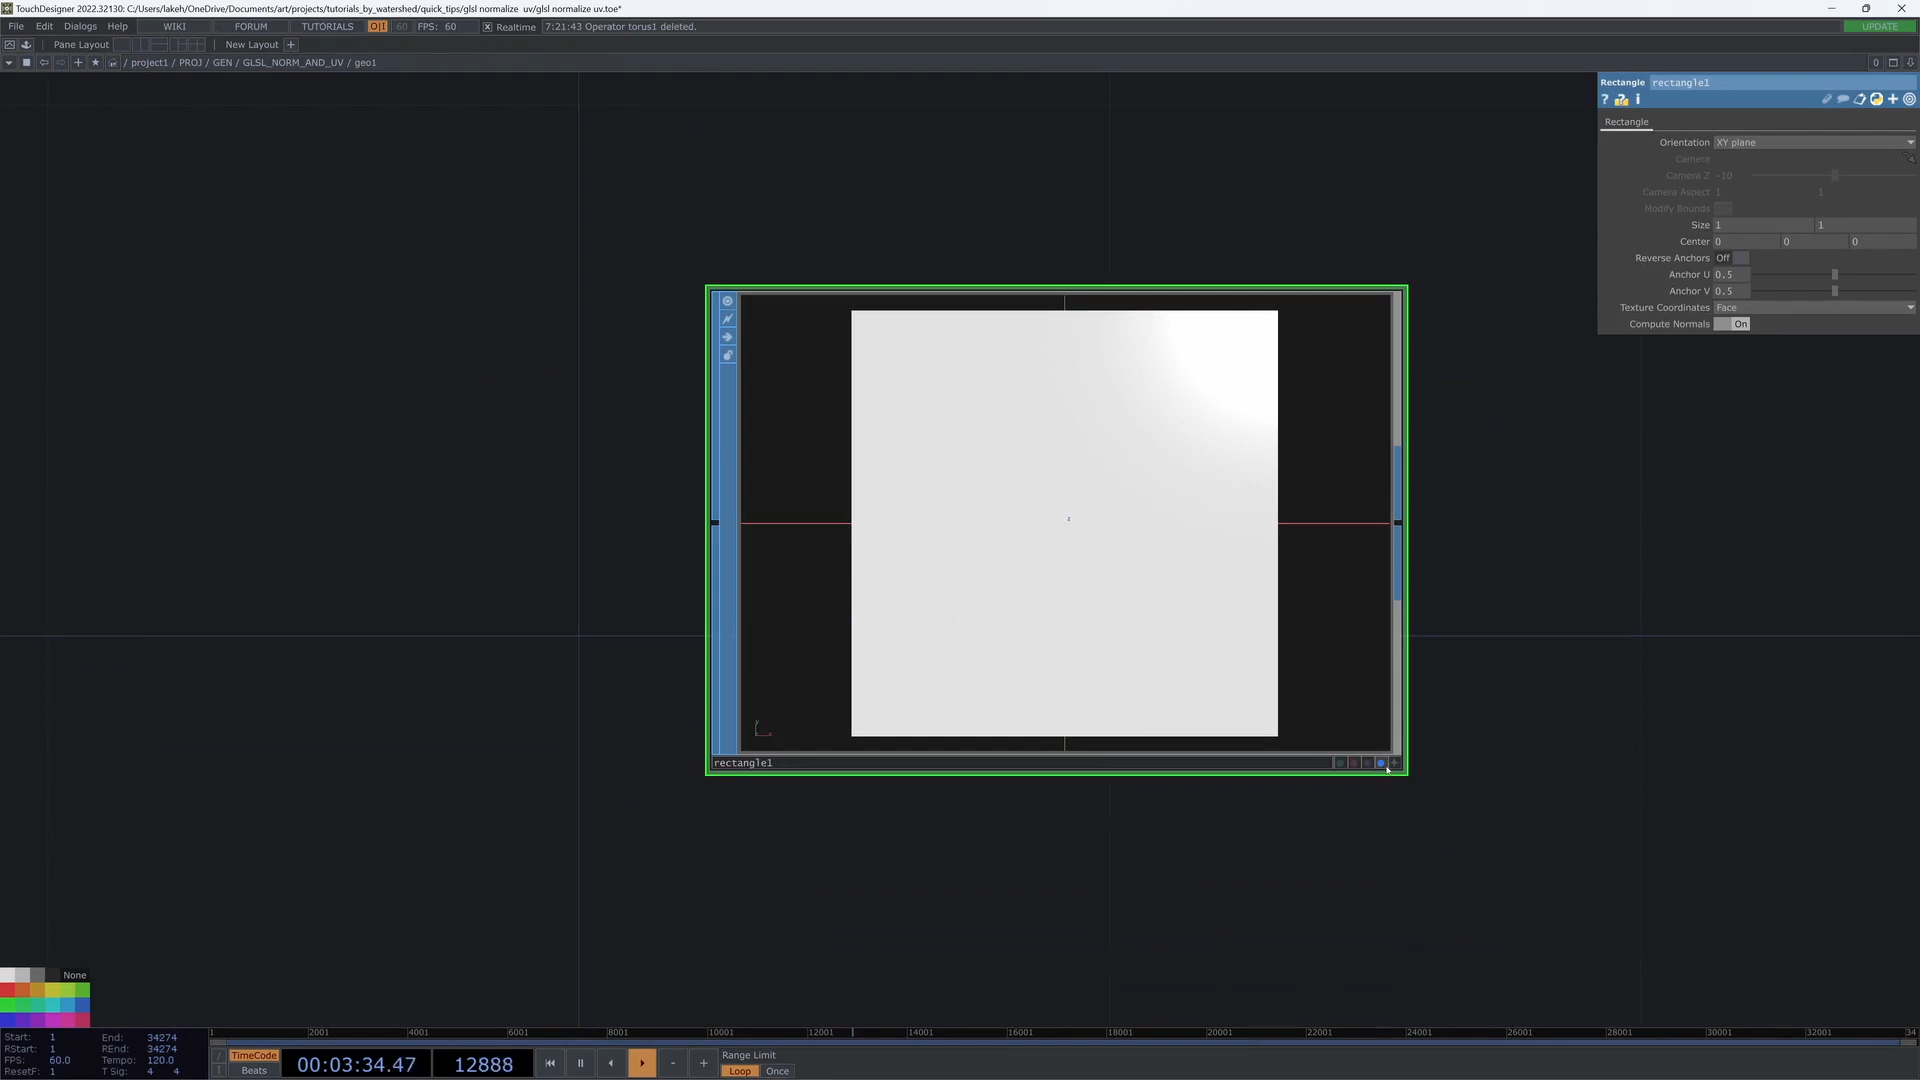 TouchDesigner 2022.32130: C:/Users/lakeh/OneDrive/Documents/art/projects/tutorials_by_watershed/quick_tips/glsl normalize  uv/glsl normalize uv.toe*
File Edit Dialogs Help WIKI FORUM TUTORIALS O|I 60 FPS: 60 Realtime 7:21:43 Operator torus1 deleted. UPDATE
Pane Layout New Layout +
/ project1 / PROJ / GEN / GLSL_NORM_AND_UV / geo1 0
Rectangle rectangle1
? ? i
Rectangle
Orientation XY plane
Camera
Camera Z -10
Camera Aspect 1 1
Modify Bounds
Size 1 1
Center 0 0 0
Reverse Anchors Off
Anchor U 0.5
Anchor V 0.5
Texture Coordinates Face
Compute Normals On
z
y
x
rectangle1
None
Start: 1 End: 34274
RStart: 1 REnd: 34274
FPS: 60.0 Tempo: 120.0
ResetF: 1 T Sig: 4 4
1 2001 4001 6001 8001 10001 12001 14001 16001 18001 20001 22001 24001 26001 28001 30001 32001 34
TimeCode
Beats
00:03:34.47
12888
- +
Range Limit
Loop Once